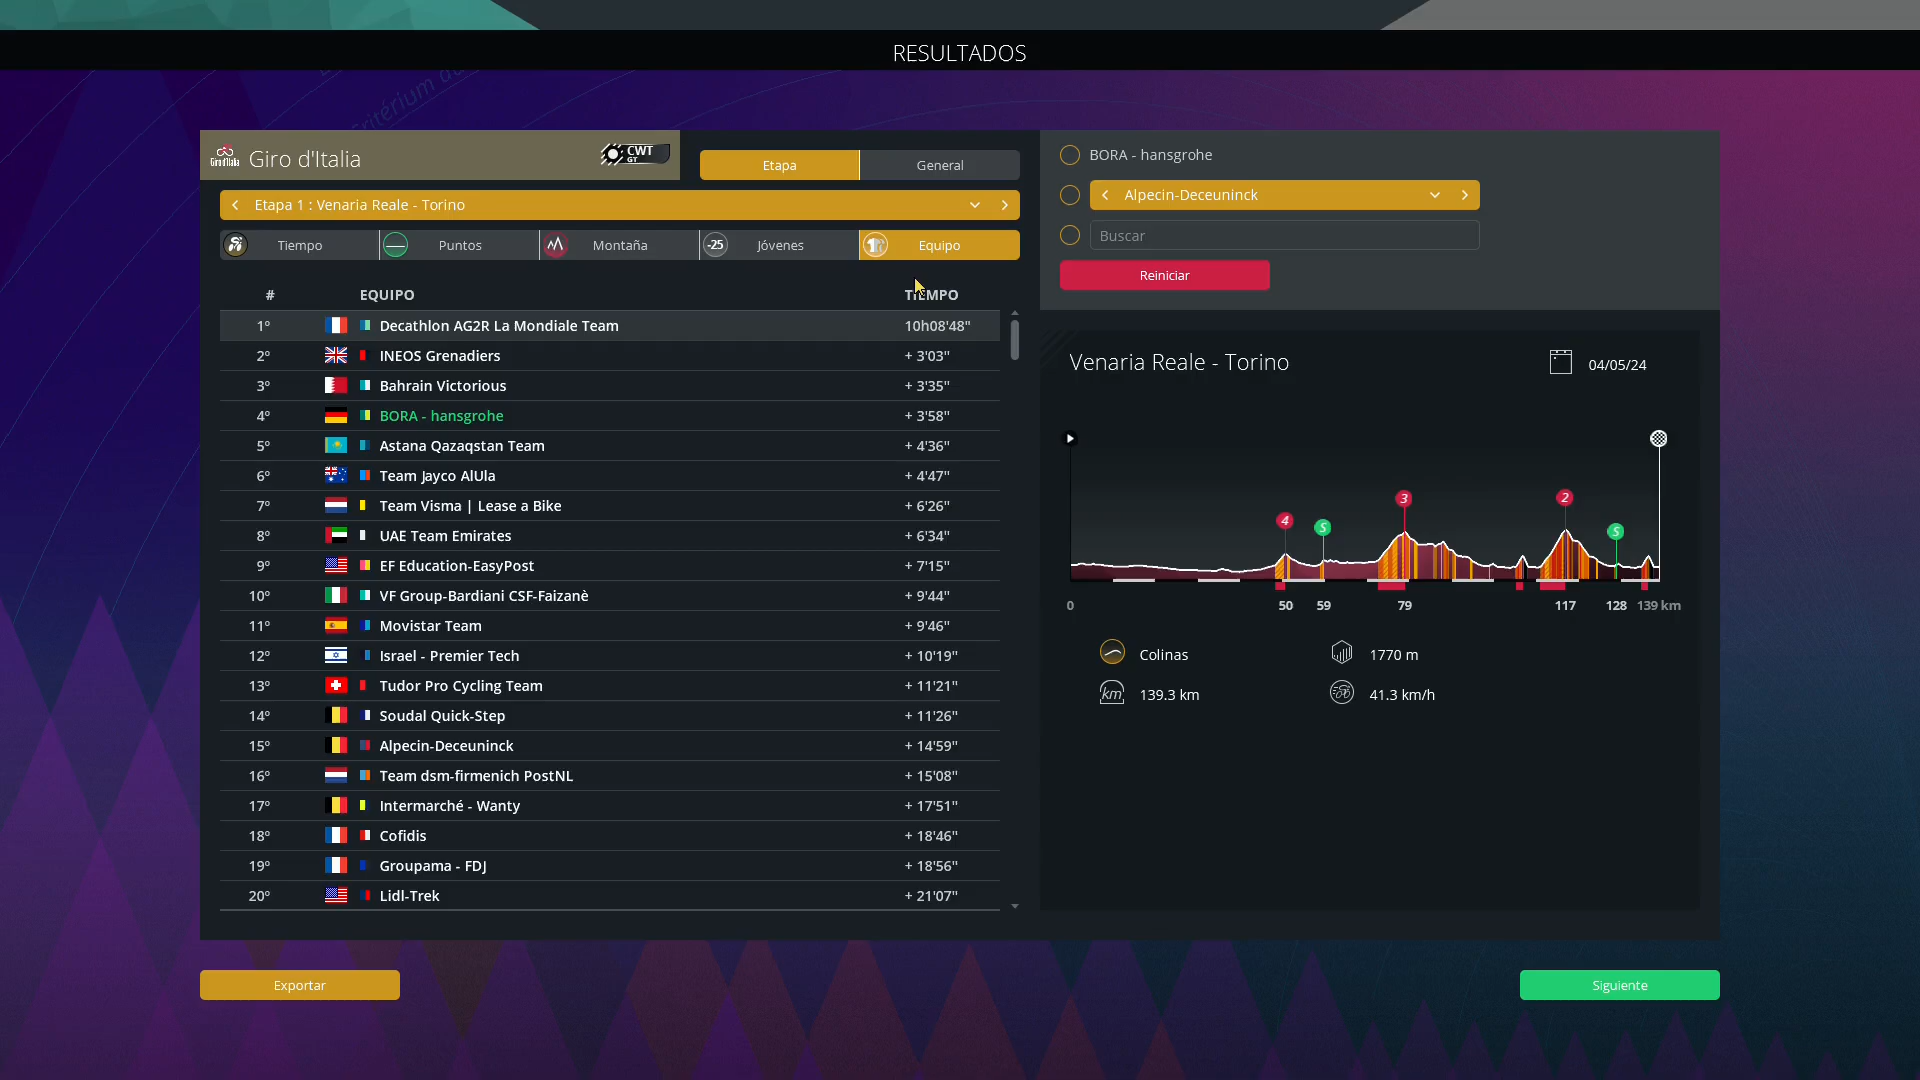 RESULTADOS
Giro d'Italia
Giro d'Italia
CWT
GT
Etapa
General
Etapa 1 : Venaria Reale - Torino
Tiempo
Puntos
Montaña
-25
Jóvenes
Equipo
# EQUIPO TIEMPO
1º Decathlon AG2R La Mondiale Team 10h08'48''
2º INEOS Grenadiers + 3'03''
3º Bahrain Victorious + 3'35''
4º BORA - hansgrohe + 3'58''
5º Astana Qazaqstan Team + 4'36''
6º Team Jayco AlUla + 4'47''
7º Team Visma | Lease a Bike + 6'26''
8º UAE Team Emirates + 6'34''
9º EF Education-EasyPost + 7'15''
10º VF Group-Bardiani CSF-Faizanè + 9'44''
11º Movistar Team + 9'46''
12º Israel - Premier Tech + 10'19''
13º Tudor Pro Cycling Team + 11'21''
14º Soudal Quick-Step + 11'26''
15º Alpecin-Deceuninck + 14'59''
16º Team dsm-firmenich PostNL + 15'08''
17º Intermarché - Wanty + 17'51''
18º Cofidis + 18'46''
19º Groupama - FDJ + 18'56''
20º Lidl-Trek + 21'07''
BORA - hansgrohe
Alpecin-Deceuninck
Buscar
Reiniciar
Venaria Reale - Torino
04/05/24
4 S 3 2 S
0 50 59 79 117 128 139 km
Colinas
1770 m
km 139.3 km
41.3 km/h
Exportar
Siguiente